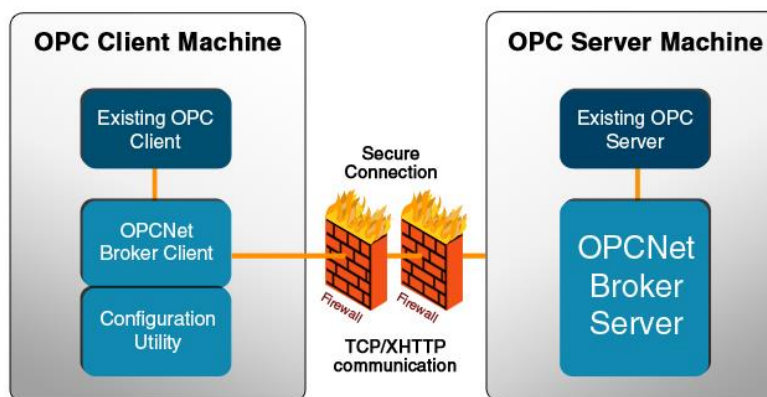 OPC Client Machine
Existing OPC
Client
OPCNet
Broker Client
Configuration
Utility
Secure
Connection
Firewall
Firewall
TCP/XHTTP
communication
OPC Server Machine
Existing OPC
Server
OPCNet
Broker
Server